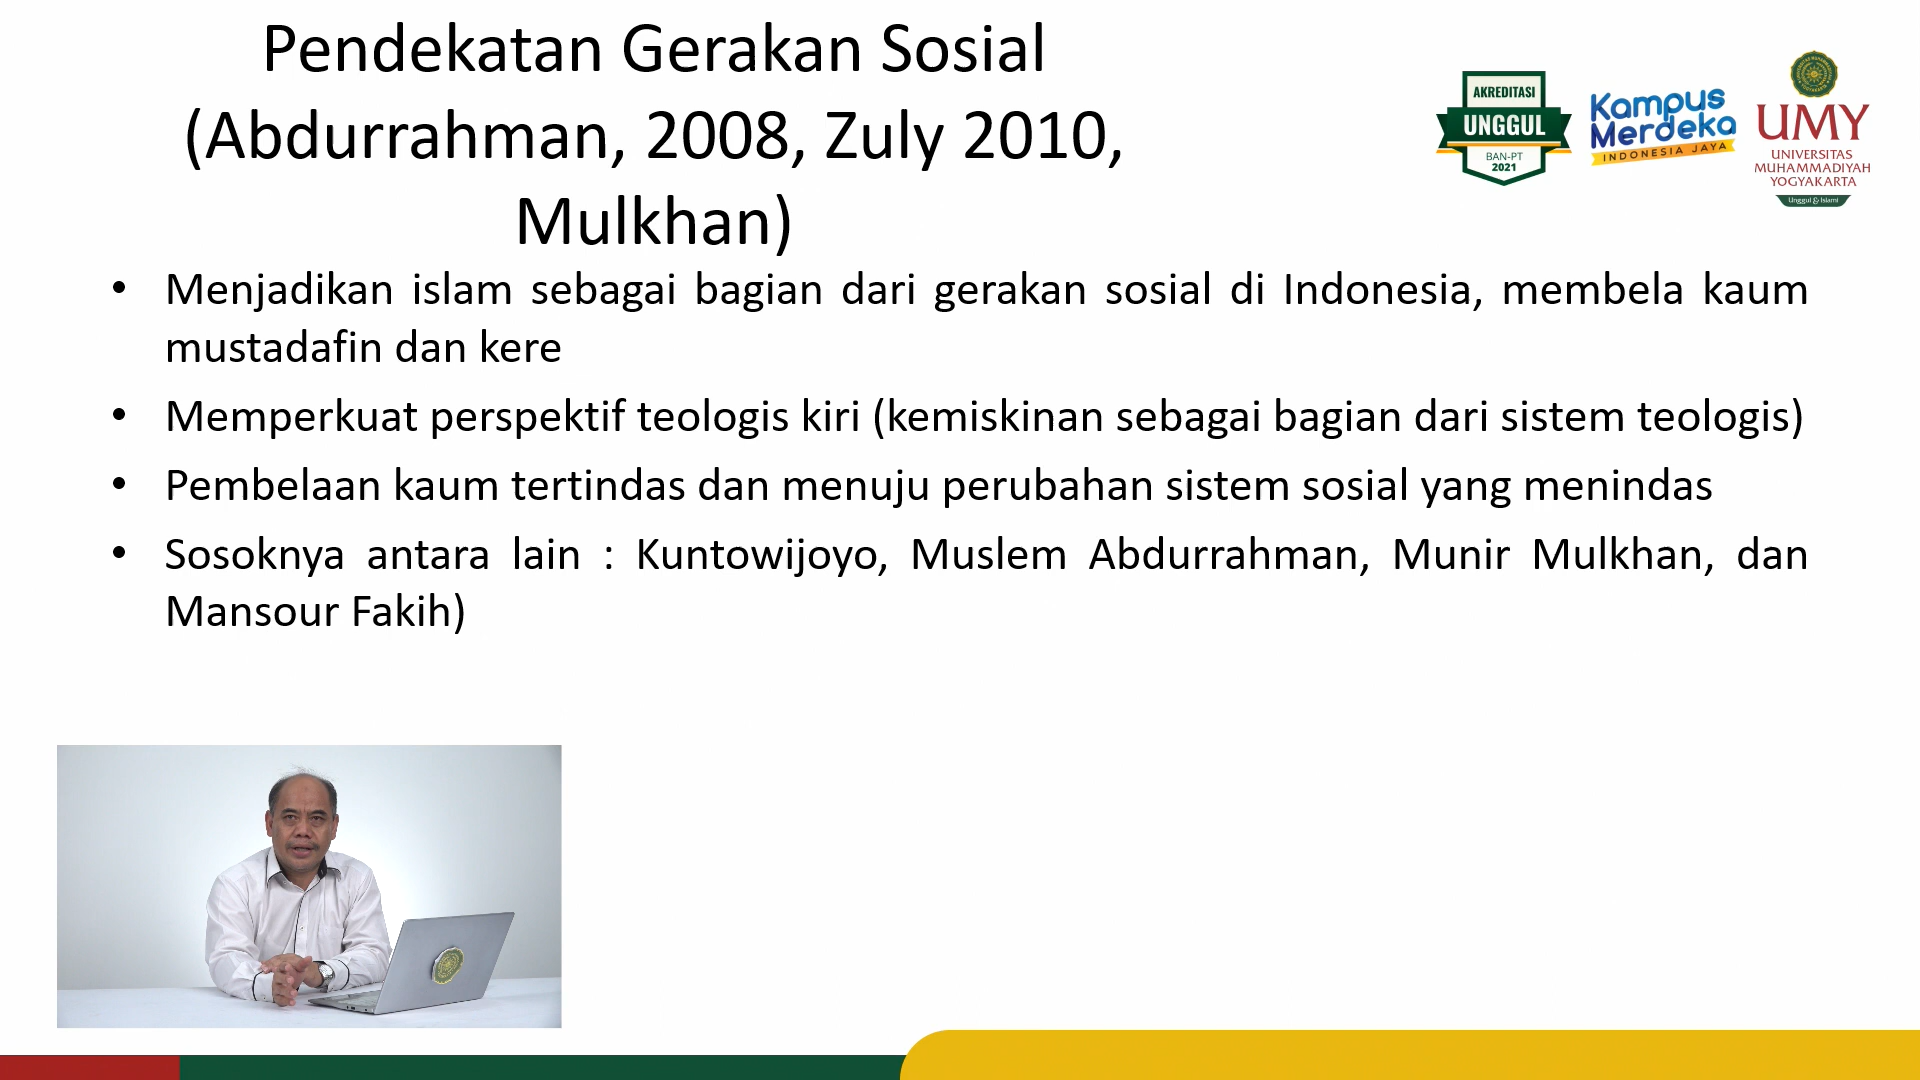 Pendekatan Gerakan Sosial
(Abdurrahman, 2008, Zuly 2010,
Mulkhan)
AKREDITASI
UNGGUL
BAN-PT
2021
Kampus
Merdeka
INDONESIA JAYA
UMY
UNIVERSITAS
MUHAMMADIYAH
YOGYAKARTA
Unggul & Islami
• Menjadikan islam sebagai bagian dari gerakan sosial di Indonesia, membela kaum
mustadafin dan kere
• Memperkuat perspektif teologis kiri (kemiskinan sebagai bagian dari sistem teologis)
• Pembelaan kaum tertindas dan menuju perubahan sistem sosial yang menindas
• Sosoknya antara lain : Kuntowijoyo, Muslem Abdurrahman, Munir Mulkhan, dan
Mansour Fakih)